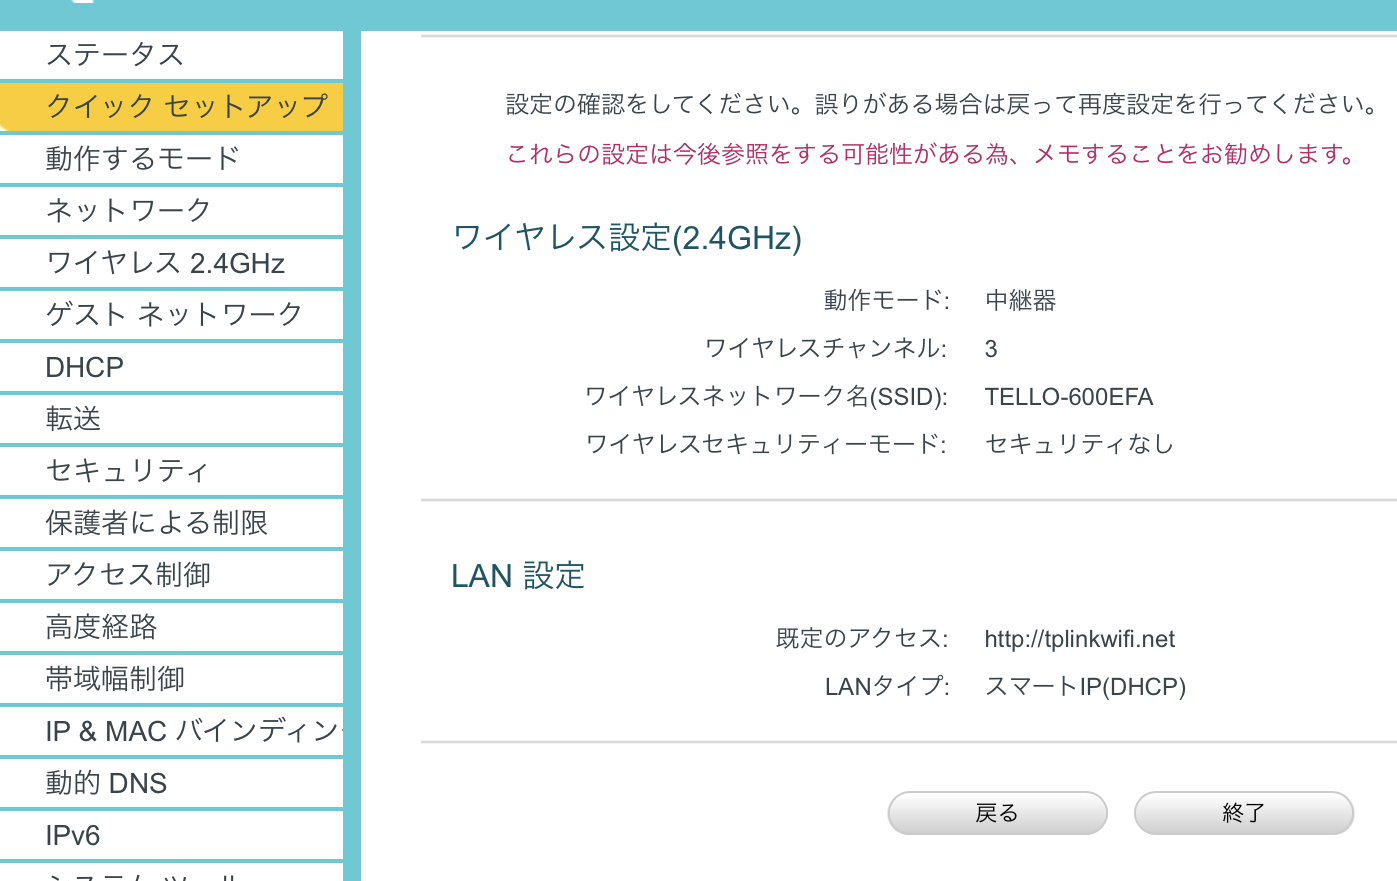 ステータス
クイック セットアップ
動作するモード
ネットワーク
ワイヤレス 2.4GHz
ゲスト ネットワーク
DHCP
転送
セキュリティ
保護者による制限
アクセス制御
高度経路
帯域幅制御
IP & MAC バインディン
動的 DNS
IPv6
設定の確認をしてください。誤りがある場合は戻って再度設定を行ってください。
これらの設定は今後参照をする可能性がある為、メモすることをお勧めします。
ワイヤレス設定(2.4GHz)
動作モード: 中継器
ワイヤレスチャンネル: 3
ワイヤレスネットワーク名(SSID): TELLO-600EFA
ワイヤレスセキュリティーモード: セキュリティなし
LAN 設定
既定のアクセス: http://tplinkwifi.net
LANタイプ: スマートIP(DHCP)
戻る 終了